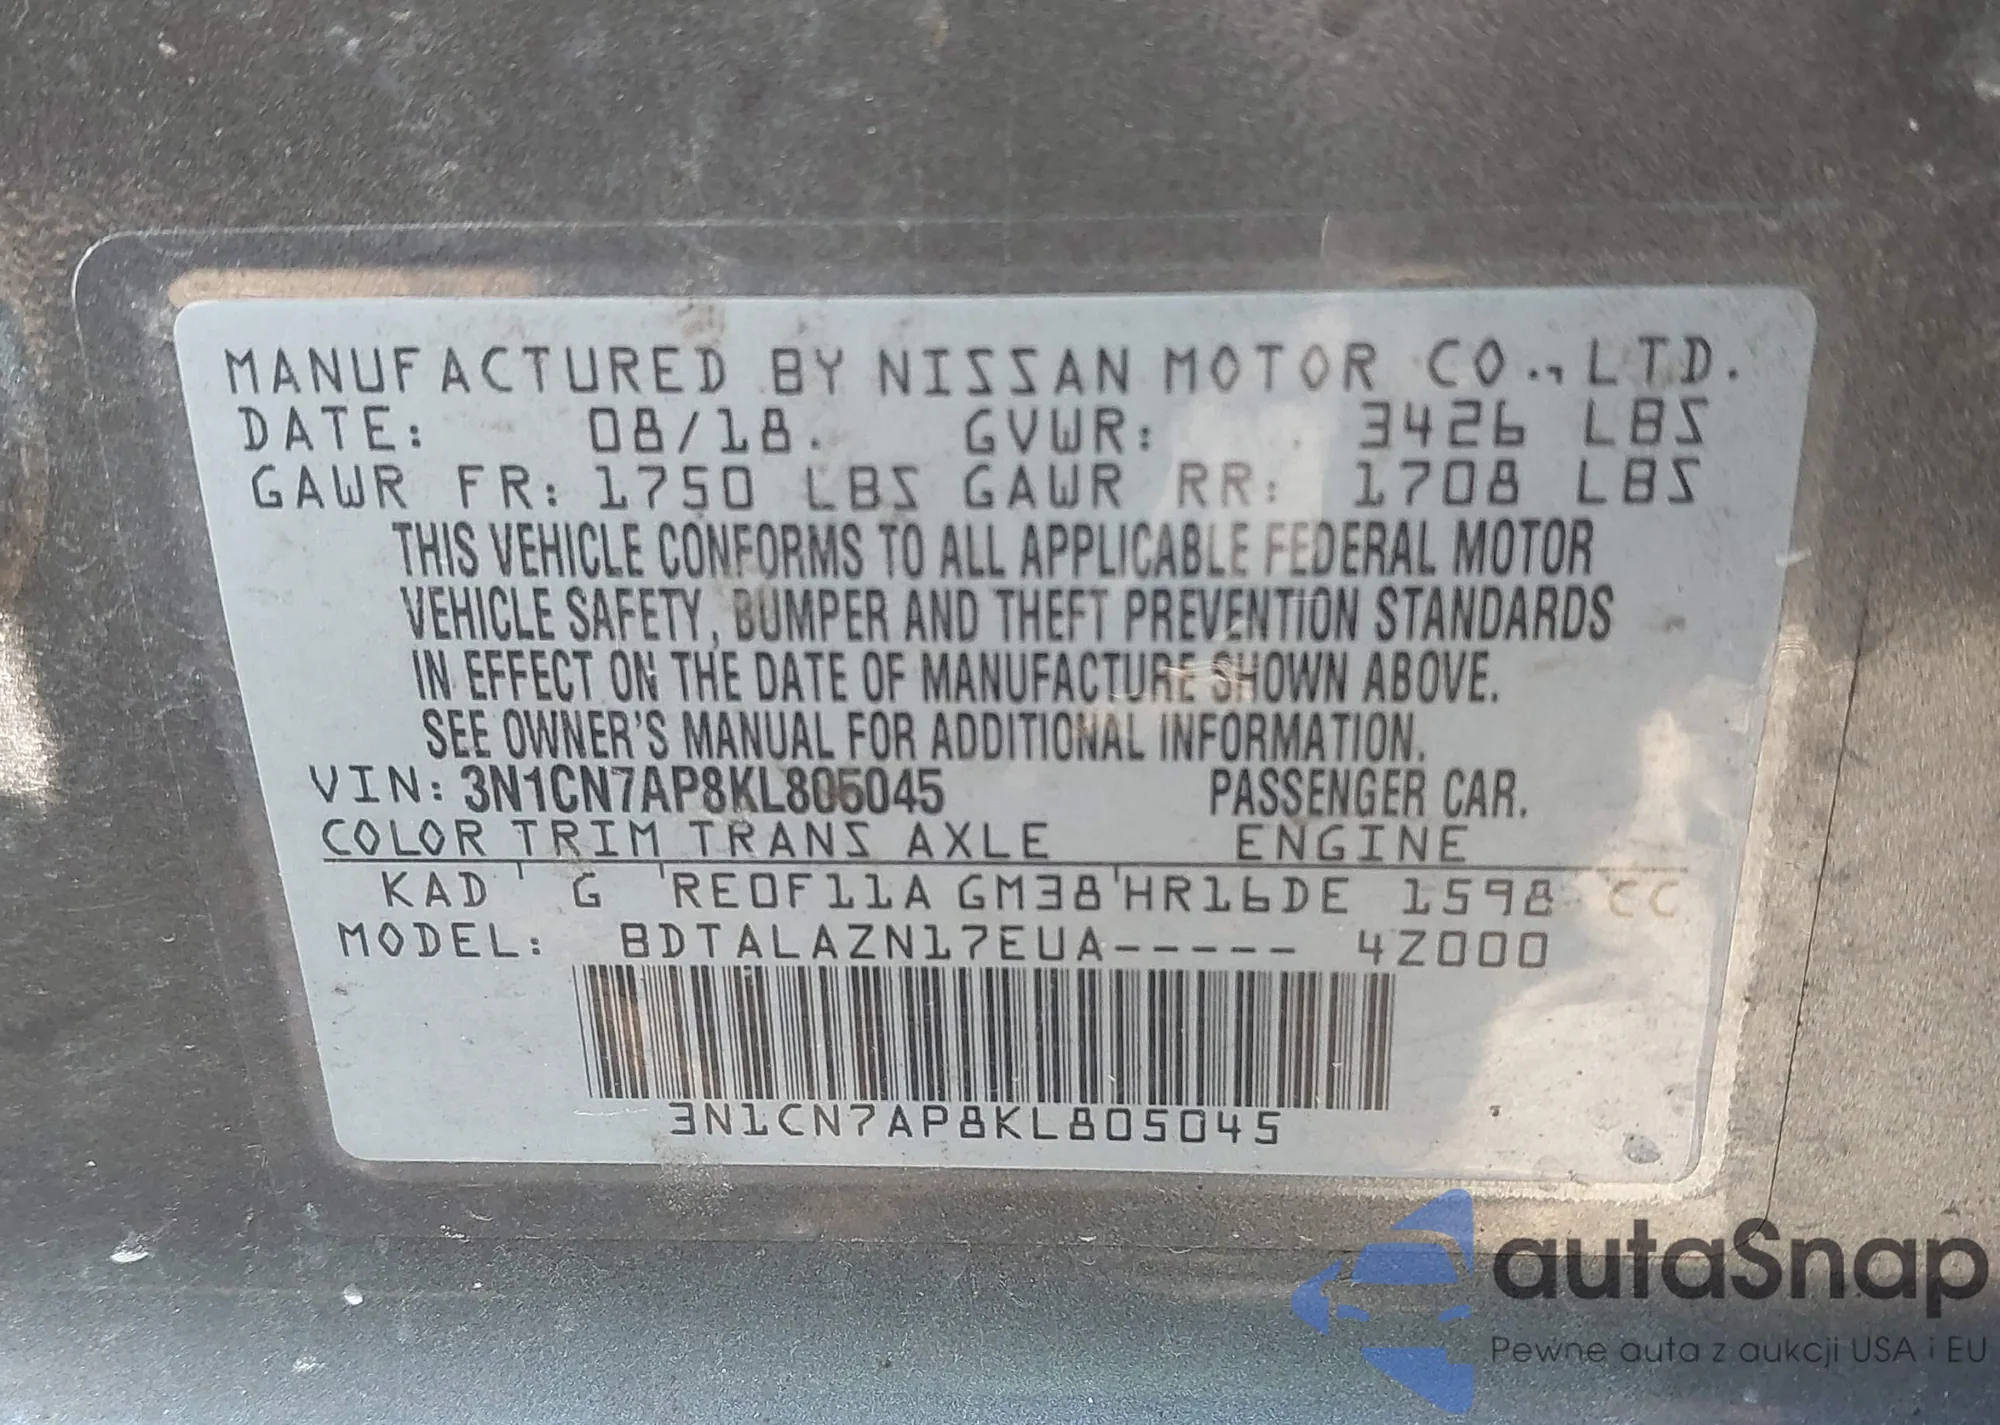 MANUFACTURED BY NISSAN MOTOR CO., LTD.
DATE: 08/18. GVWR: 3426 LBS
GAWR FR: 1750 LBS GAWR RR: 1708 LBS
THIS VEHICLE CONFORMS TO ALL APPLICABLE FEDERAL MOTOR
VEHICLE SAFETY, BUMPER AND THEFT PREVENTION STANDARDS
IN EFFECT ON THE DATE OF MANUFACTURE SHOWN ABOVE.
SEE OWNER'S MANUAL FOR ADDITIONAL INFORMATION.
VIN: 3N1CN7AP8KL805045 PASSENGER CAR.
COLOR TRIM TRANS AXLE ENGINE
KAD G RE0F11A GM38 HR16DE 1598 CC
MODEL: BDTALAZN17EUA----- 4Z000
3N1CN7AP8KL805045
autaSnap
Pewne auta z aukcji USA i EU